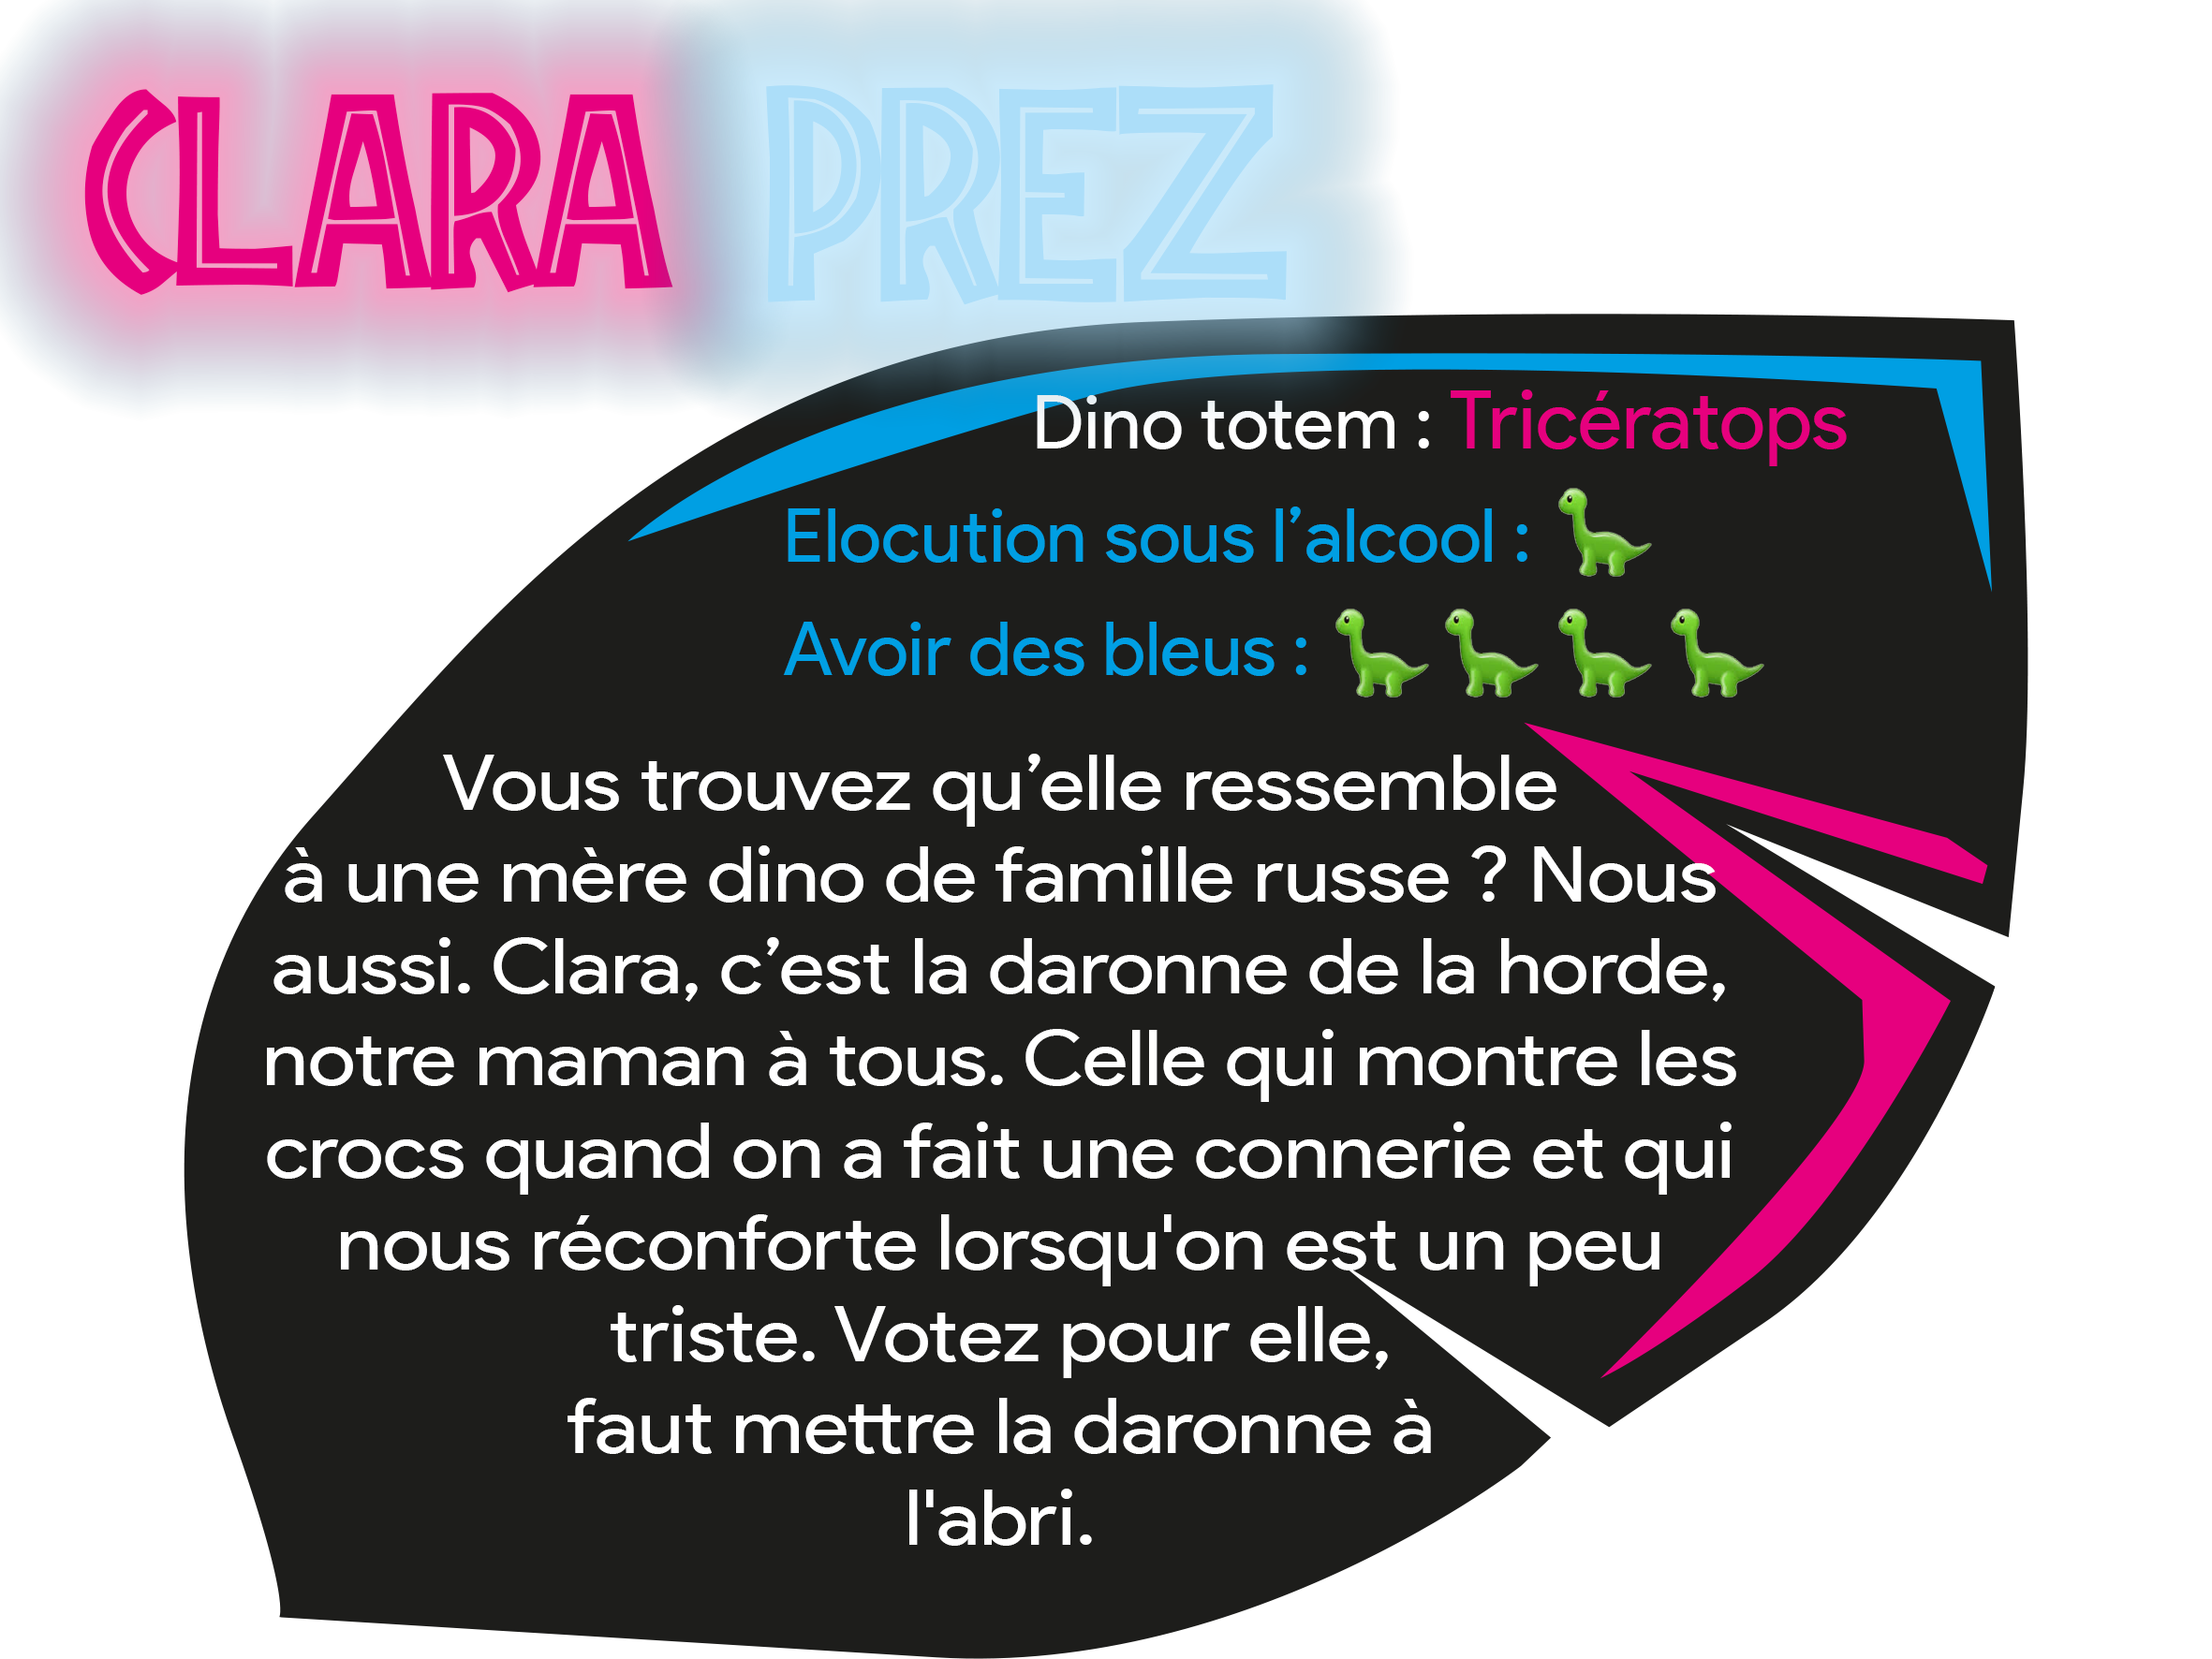 CLARA PREZ
Dino totem : Tricératops
Elocution sous l’alcool :
Avoir des bleus :
Vous trouvez qu’elle ressemble
à une mère dino de famille russe ? Nous
aussi. Clara, c’est la daronne de la horde,
notre maman à tous. Celle qui montre les
crocs quand on a fait une connerie et qui
nous réconforte lorsqu'on est un peu
triste. Votez pour elle,
faut mettre la daronne à
l'abri.